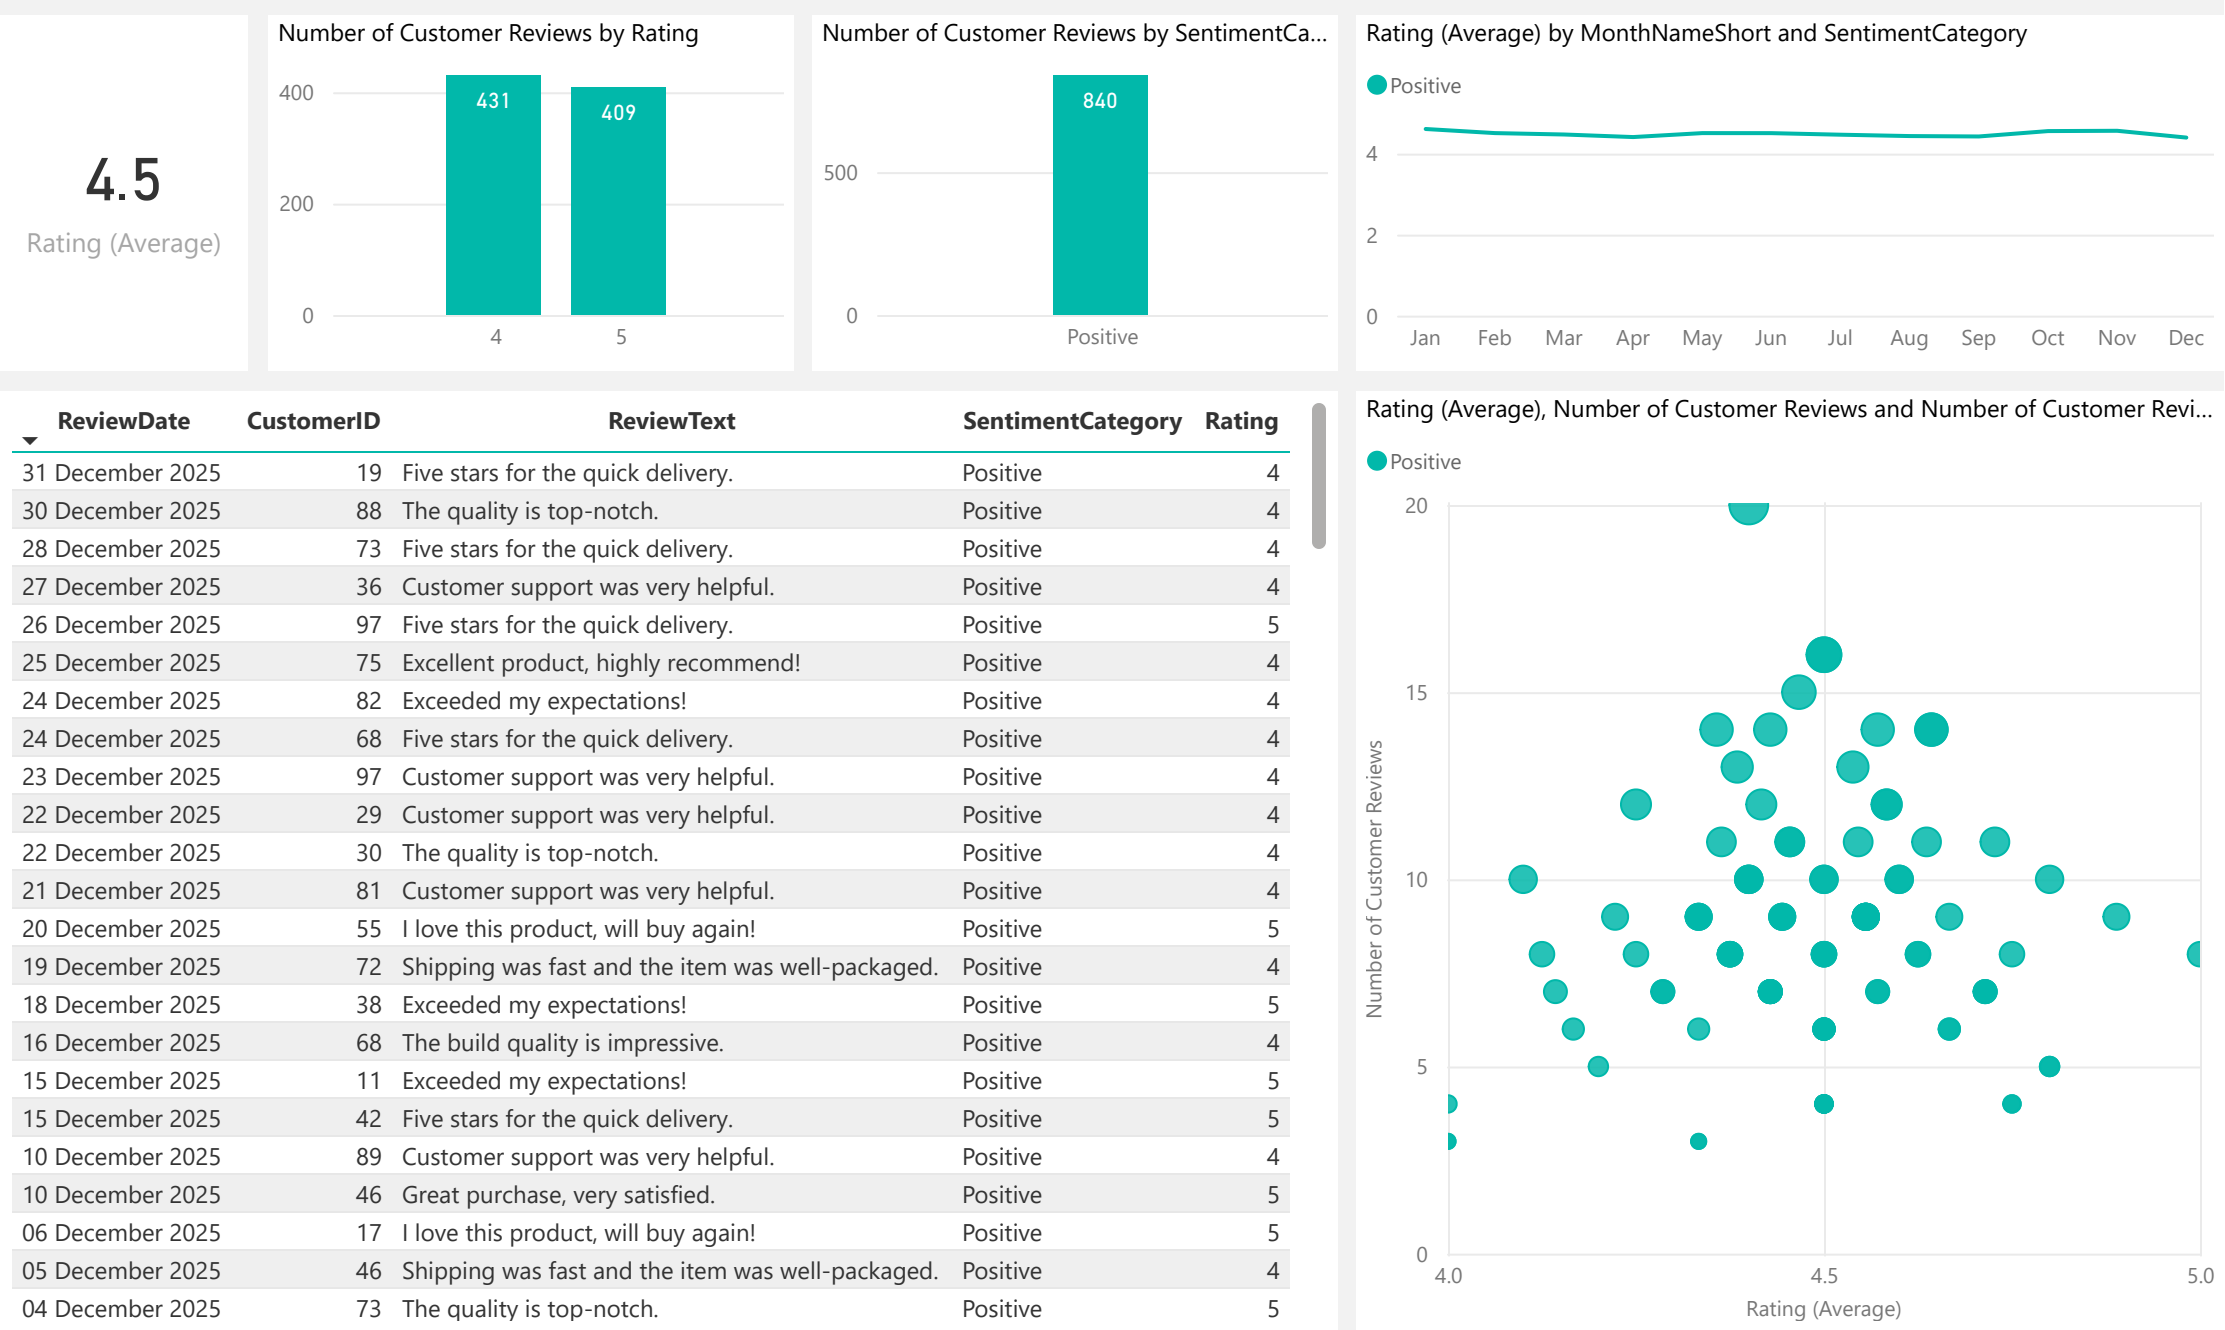 4.5
Rating (Average)
Number of Customer Reviews by Rating
400
200
0
431
409
4
5
Number of Customer Reviews by SentimentCa...
500
0
840
Positive
Rating (Average) by MonthNameShort and SentimentCategory
Positive
4
2
0
Jan Feb Mar Apr May Jun Jul Aug Sep Oct Nov Dec
ReviewDate CustomerID ReviewText SentimentCategory Rating
31 December 2025 19 Five stars for the quick delivery. Positive 4
30 December 2025 88 The quality is top-notch. Positive 4
28 December 2025 73 Five stars for the quick delivery. Positive 4
27 December 2025 36 Customer support was very helpful. Positive 4
26 December 2025 97 Five stars for the quick delivery. Positive 5
25 December 2025 75 Excellent product, highly recommend! Positive 4
24 December 2025 82 Exceeded my expectations! Positive 4
24 December 2025 68 Five stars for the quick delivery. Positive 4
23 December 2025 97 Customer support was very helpful. Positive 4
22 December 2025 29 Customer support was very helpful. Positive 4
22 December 2025 30 The quality is top-notch. Positive 4
21 December 2025 81 Customer support was very helpful. Positive 4
20 December 2025 55 I love this product, will buy again! Positive 5
19 December 2025 72 Shipping was fast and the item was well-packaged. Positive 4
18 December 2025 38 Exceeded my expectations! Positive 5
16 December 2025 68 The build quality is impressive. Positive 4
15 December 2025 11 Exceeded my expectations! Positive 5
15 December 2025 42 Five stars for the quick delivery. Positive 5
10 December 2025 89 Customer support was very helpful. Positive 4
10 December 2025 46 Great purchase, very satisfied. Positive 5
06 December 2025 17 I love this product, will buy again! Positive 5
05 December 2025 46 Shipping was fast and the item was well-packaged. Positive 4
04 December 2025 73 The quality is top-notch. Positive 5
Rating (Average), Number of Customer Reviews and Number of Customer Revi...
Positive
Number of Customer Reviews
20
15
10
5
0
4.0 4.5 5.0
Rating (Average)